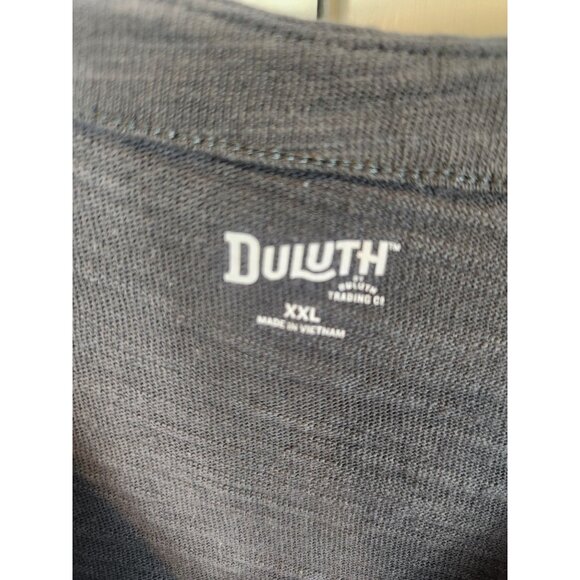 DULUTH™
BY
DULUTH
TRADING CO
XXL
MADE IN VIETNAM